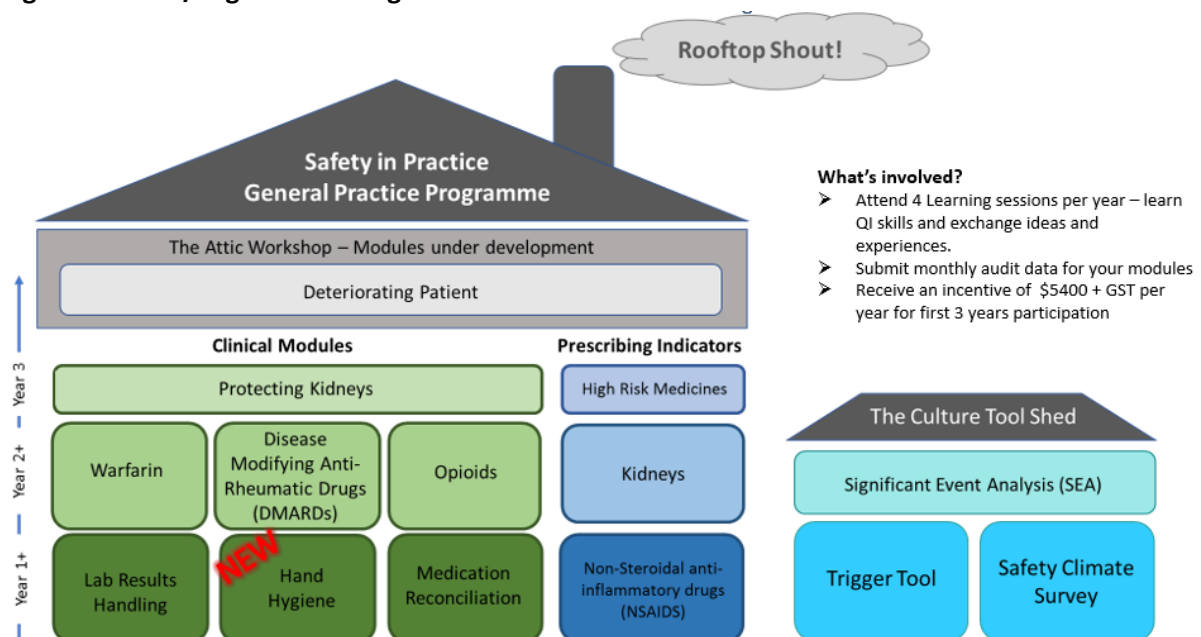 Rooftop Shout!
Safety in Practice
General Practice Programme
The Attic Workshop – Modules under development
Deteriorating Patient
What's involved?
➢ Attend 4 Learning sessions per year – learn
QI skills and exchange ideas and
experiences.
➢ Submit monthly audit data for your modules
➢ Receive an incentive of $5400 + GST per
year for first 3 years participation
Clinical Modules
Prescribing Indicators
Year 3
Protecting Kidneys
High Risk Medicines
Year 2+
Warfarin
Disease
Modifying Anti-
Rheumatic Drugs
(DMARDs)
Opioids
Kidneys
Year 1+
Lab Results
Handling
NEW
Hand
Hygiene
Medication
Reconciliation
Non-Steroidal anti-
inflammatory drugs
(NSAIDS)
The Culture Tool Shed
Significant Event Analysis (SEA)
Trigger Tool
Safety Climate
Survey